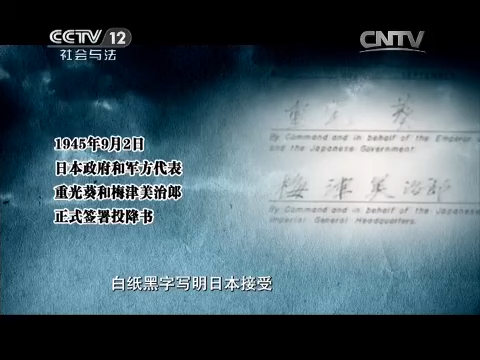 CCTV 12
社会与法
CNTV
重光葵
By Command and in behalf of the Emperor
and the Japanese Government.
1945年9月2日
日本政府和军方代表
重光葵和梅津美治郎
正式签署投降书
梅津美治郎
By Command and in behalf of the Japanese
Imperial General Headquarters.
白纸黑字写明日本接受